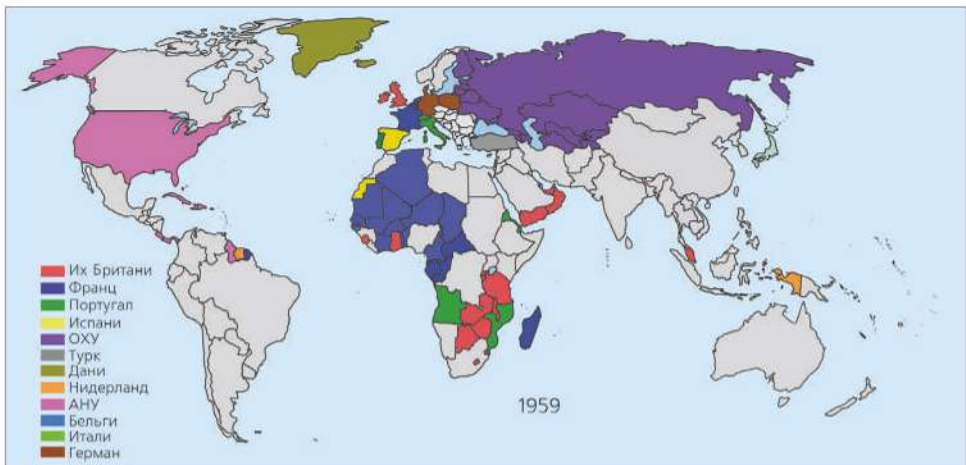 Их Британи
Франц
Португал
Испани
ОХУ
Турк
Дани
Нидерланд
АНУ
Бельги
Итали
Герман
1959